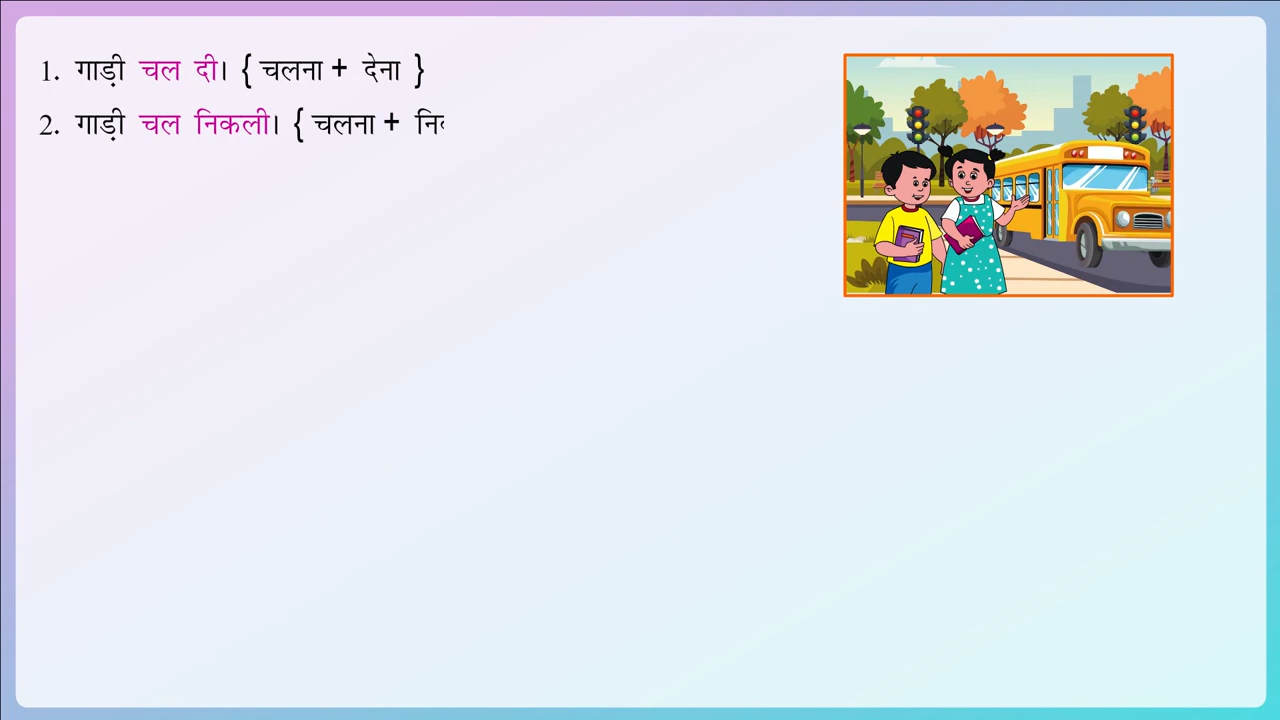 1. गाड़ी चल दी। { चलना + देना }
2. गाड़ी चल निकली। { चलना +